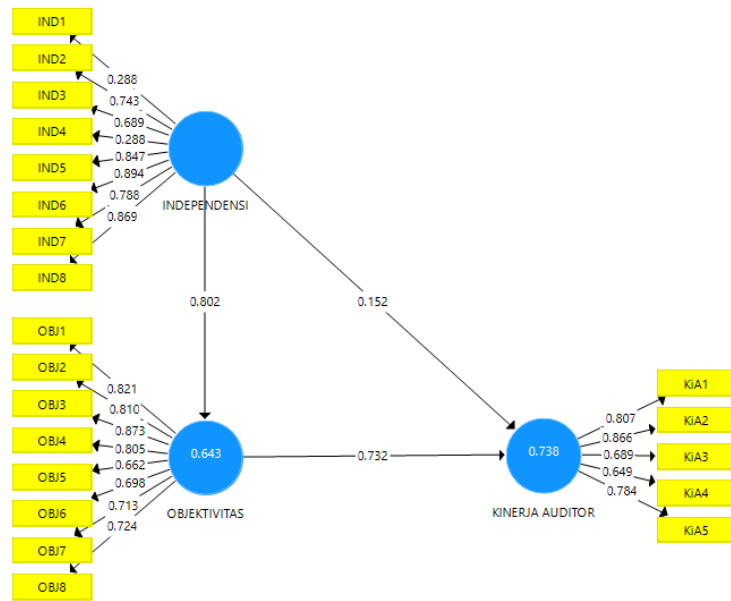 IND1
IND2
IND3
IND4
IND5
IND6
IND7
IND8
0.288
0.743
0.689
0.288
0.847
0.894
0.788
0.869
INDEPENDENSI
0.802
0.152
OBJ1
OBJ2
OBJ3
OBJ4
OBJ5
OBJ6
OBJ7
OBJ8
0.821
0.810
0.873
0.805
0.662
0.698
0.713
0.724
0.643
OBJEKTIVITAS
0.732
0.738
KINERJA AUDITOR
0.807
0.866
0.689
0.649
0.784
KiA1
KiA2
KiA3
KiA4
KiA5